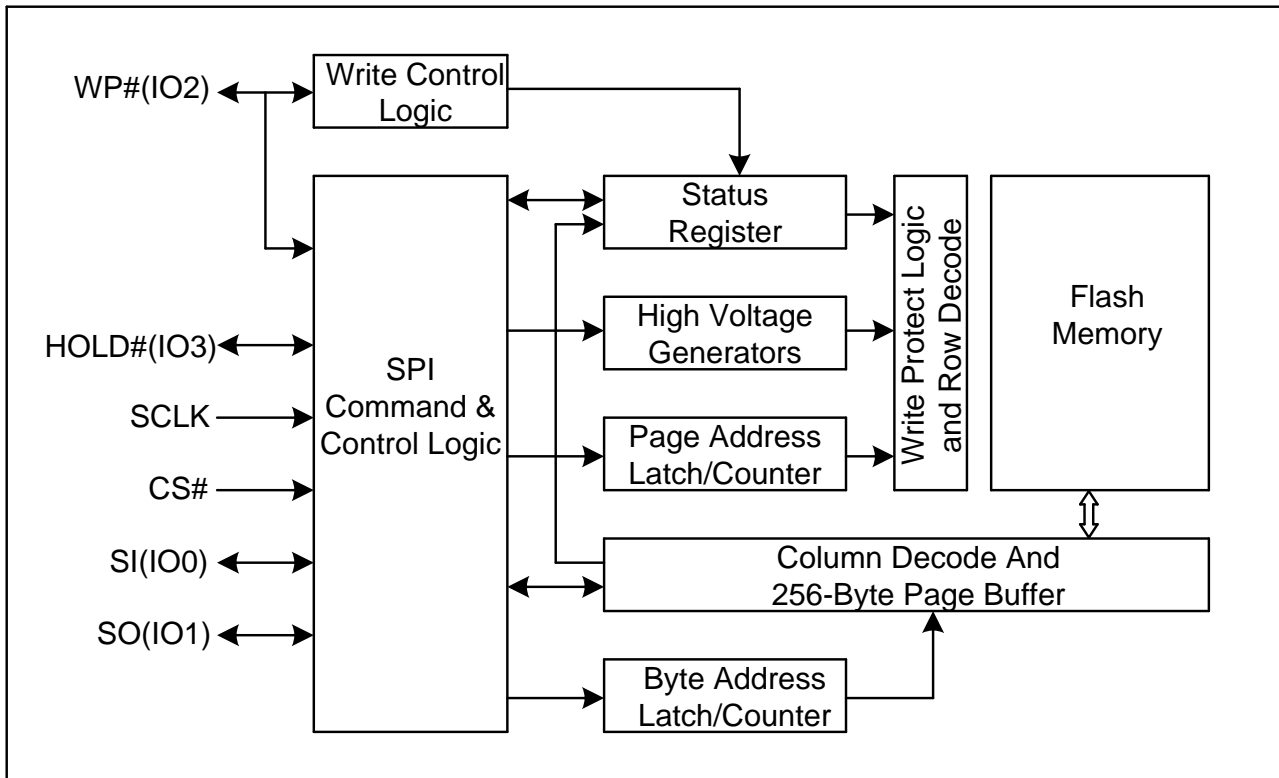 WP#(IO2)
Write Control
Logic
Status
Register
Write Protect Logic
and Row Decode
Flash
Memory
High Voltage
Generators
HOLD#(IO3)
SPI
Command &
Control Logic
SCLK
Page Address
Latch/Counter
CS#
SI(IO0)
Column Decode And
256-Byte Page Buffer
SO(IO1)
Byte Address
Latch/Counter